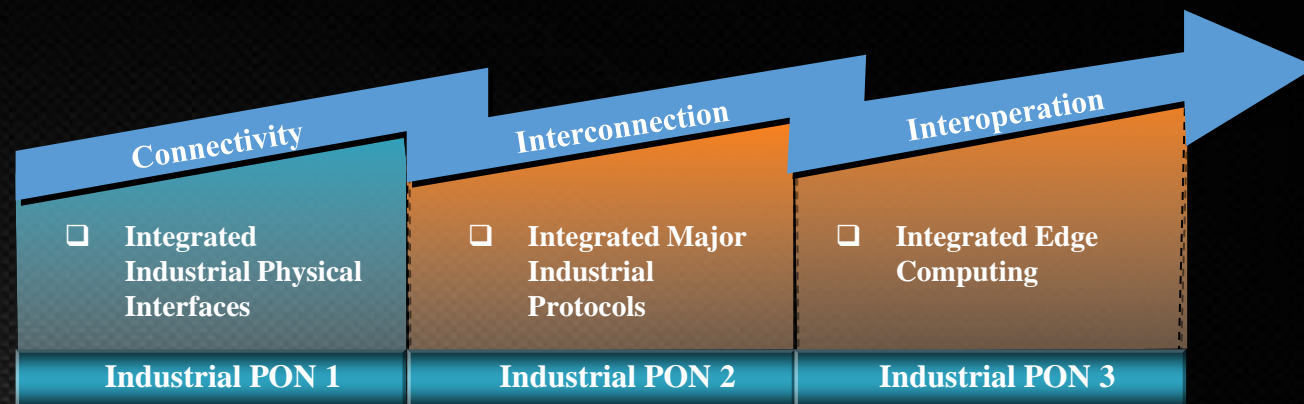 Connectivity
Interconnection
Interoperation
❑ Integrated
Industrial Physical
Interfaces
❑ Integrated Major
Industrial
Protocols
❑ Integrated Edge
Computing
Industrial PON 1
Industrial PON 2
Industrial PON 3